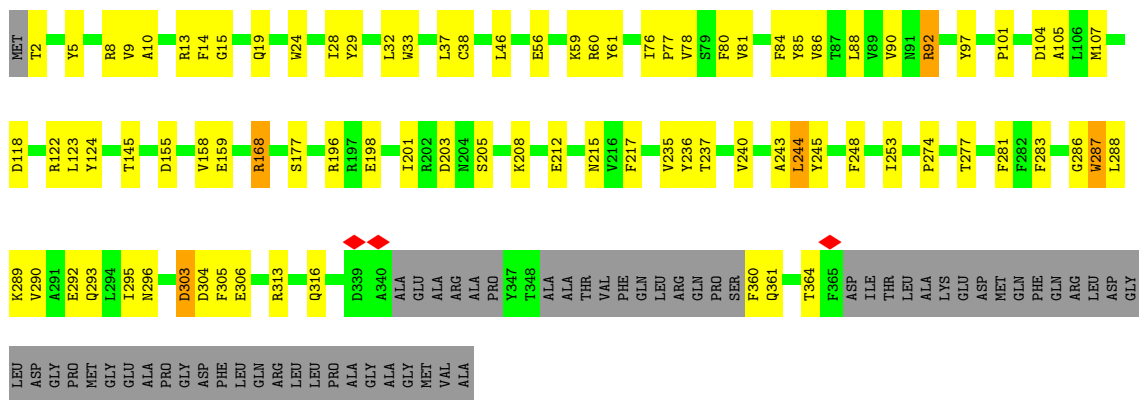 MET T2 Y5 R8 V9 A10 R13 F14 G15 Q19 W24 I28 Y29 L32 W33 L37 C38 L46 E56 K59 R60 Y61 I76 P77 V78 S79 F80 V81 F84 Y85 V86 T87 L88 V89 V90 N91 R92 Y97 P101 D104 A105 L106 M107
D118 R122 L123 Y124 T145 D155 V158 E159 R168 S177 R196 R197 E198 I201 R202 D203 N204 S205 K208 E212 N215 V216 F217 V235 Y236 T237 V240 A243 L244 Y245 F248 I253 P274 T277 F281 F282 F283 G286 W287 L288
K289 V290 A291 E292 Q293 L294 I295 N296 D303 D304 F305 E306 R313 Q316 D339 A340 ALA GLU ALA ARG ALA PRO Y347 T348 ALA ALA THR VAL PHE GLN LEU ARG GLN PRO SER F360 Q361 T364 F365 ASP ILE THR LEU ALA LYS GLU ASP MET GLN PHE GLN ARG LEU ASP GLY
LEU ASP GLY PRO MET GLY GLU ALA PRO GLY ASP PHE LEU GLN ARG LEU LEU PRO ALA GLY ALA GLY MET VAL ALA